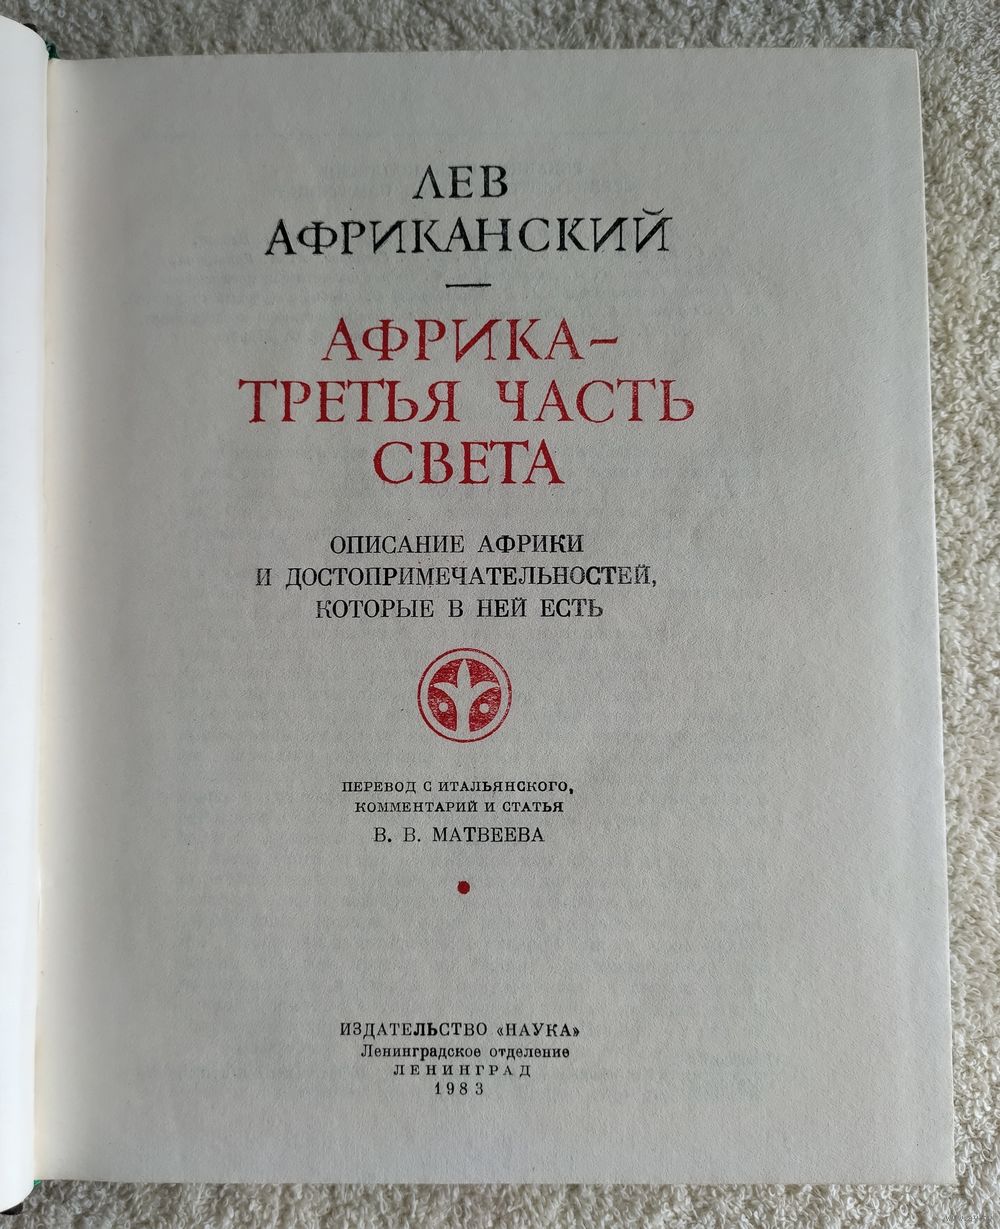 ЛЕВ
АФРИКАНСКИЙ
—
АФРИКА–
ТРЕТЬЯ ЧАСТЬ
СВЕТА
ОПИСАНИЕ АФРИКИ
И ДОСТОПРИМЕЧАТЕЛЬНОСТЕЙ,
КОТОРЫЕ В НЕЙ ЕСТЬ
ПЕРЕВОД С ИТАЛЬЯНСКОГО,
КОММЕНТАРИЙ И СТАТЬЯ
В. В. МАТВЕЕВА
ИЗДАТЕЛЬСТВО «НАУКА»
Ленинградское отделение
ЛЕНИНГРАД
1983